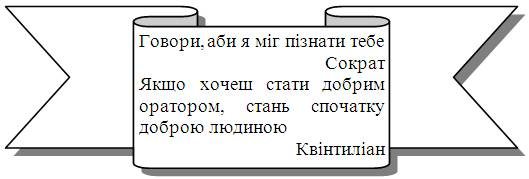 Говори, аби я міг пізнати тебе
Сократ
Якщо хочеш стати добрим
оратором, стань спочатку
доброю людиною
Квінтиліан